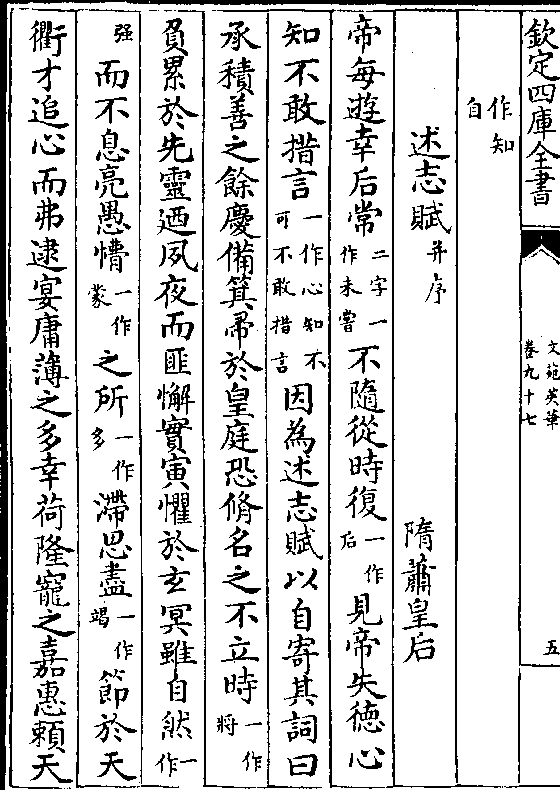 欽定四庫全書
文苑英華
卷九十七
五
作知
自
述志賦并序
隋蕭皇后
帝每遊幸后常二字一作未嘗不隨從時復一作后見帝失德心
知不敢措言一作心知不可不敢措言因為述志賦以自寄其詞曰
承積善之餘慶備箕帚於皇庭恐脩名之不立時一作將
負累於先靈迺夙夜而匪懈實寅懼於玄冥雖自然一作
强而不息亮愚懵一作蒙之所一作多滯思盡一作竭節於天
衢才追心而弗逮宴庸薄之多幸荷隆寵之嘉惠頼天